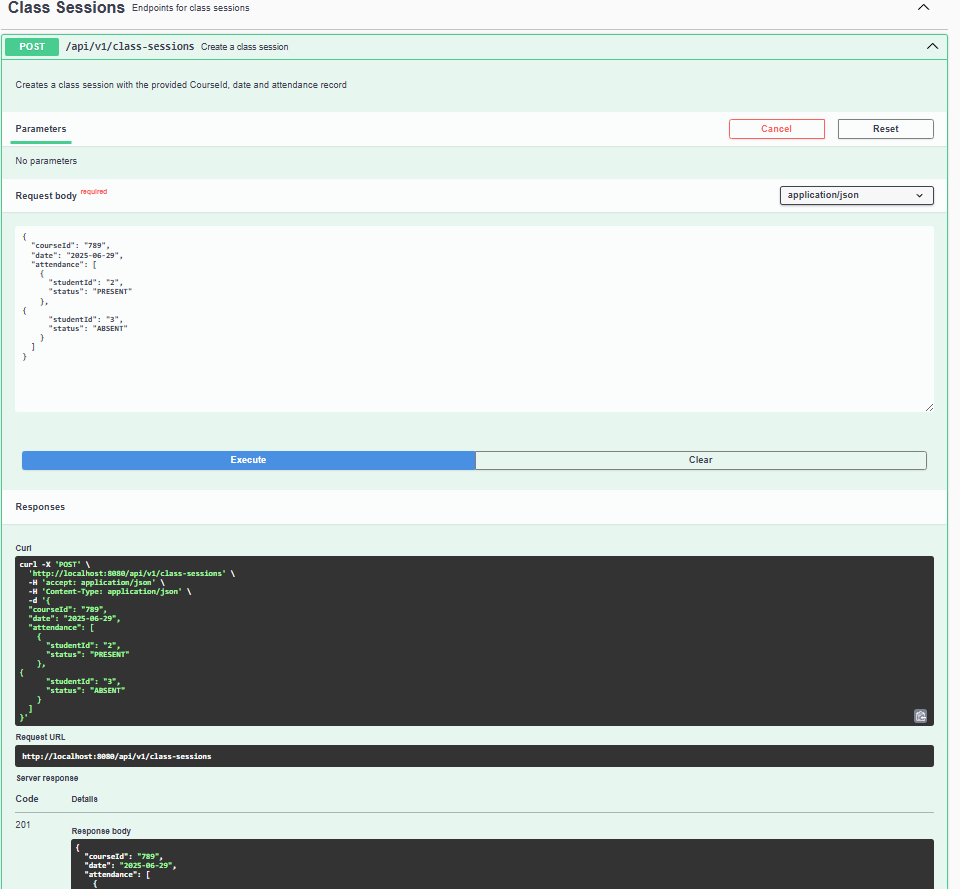 Class Sessions Endpoints for class sessions
POST /api/v1/class-sessions Create a class session
Creates a class session with the provided CourseId, date and attendance record
Parameters
Cancel
Reset
No parameters
Request body required
application/json
{
  "courseId": "789",
  "date": "2025-06-29",
  "attendance": [
    {
      "studentId": "2",
      "status": "PRESENT"
    },
{
      "studentId": "3",
      "status": "ABSENT"
    }
  ]
}
Execute
Clear
Responses
Curl
curl -X 'POST' \
  'http://localhost:8080/api/v1/class-sessions' \
  -H 'accept: application/json' \
  -H 'Content-Type: application/json' \
  -d '{
  "courseId": "789",
  "date": "2025-06-29",
  "attendance": [
    {
      "studentId": "2",
      "status": "PRESENT"
    },
{
      "studentId": "3",
      "status": "ABSENT"
    }
  ]
}'
Request URL
http://localhost:8080/api/v1/class-sessions
Server response
Code Details
201
Response body
{
  "courseId": "789",
  "date": "2025-06-29",
  "attendance": [
    {